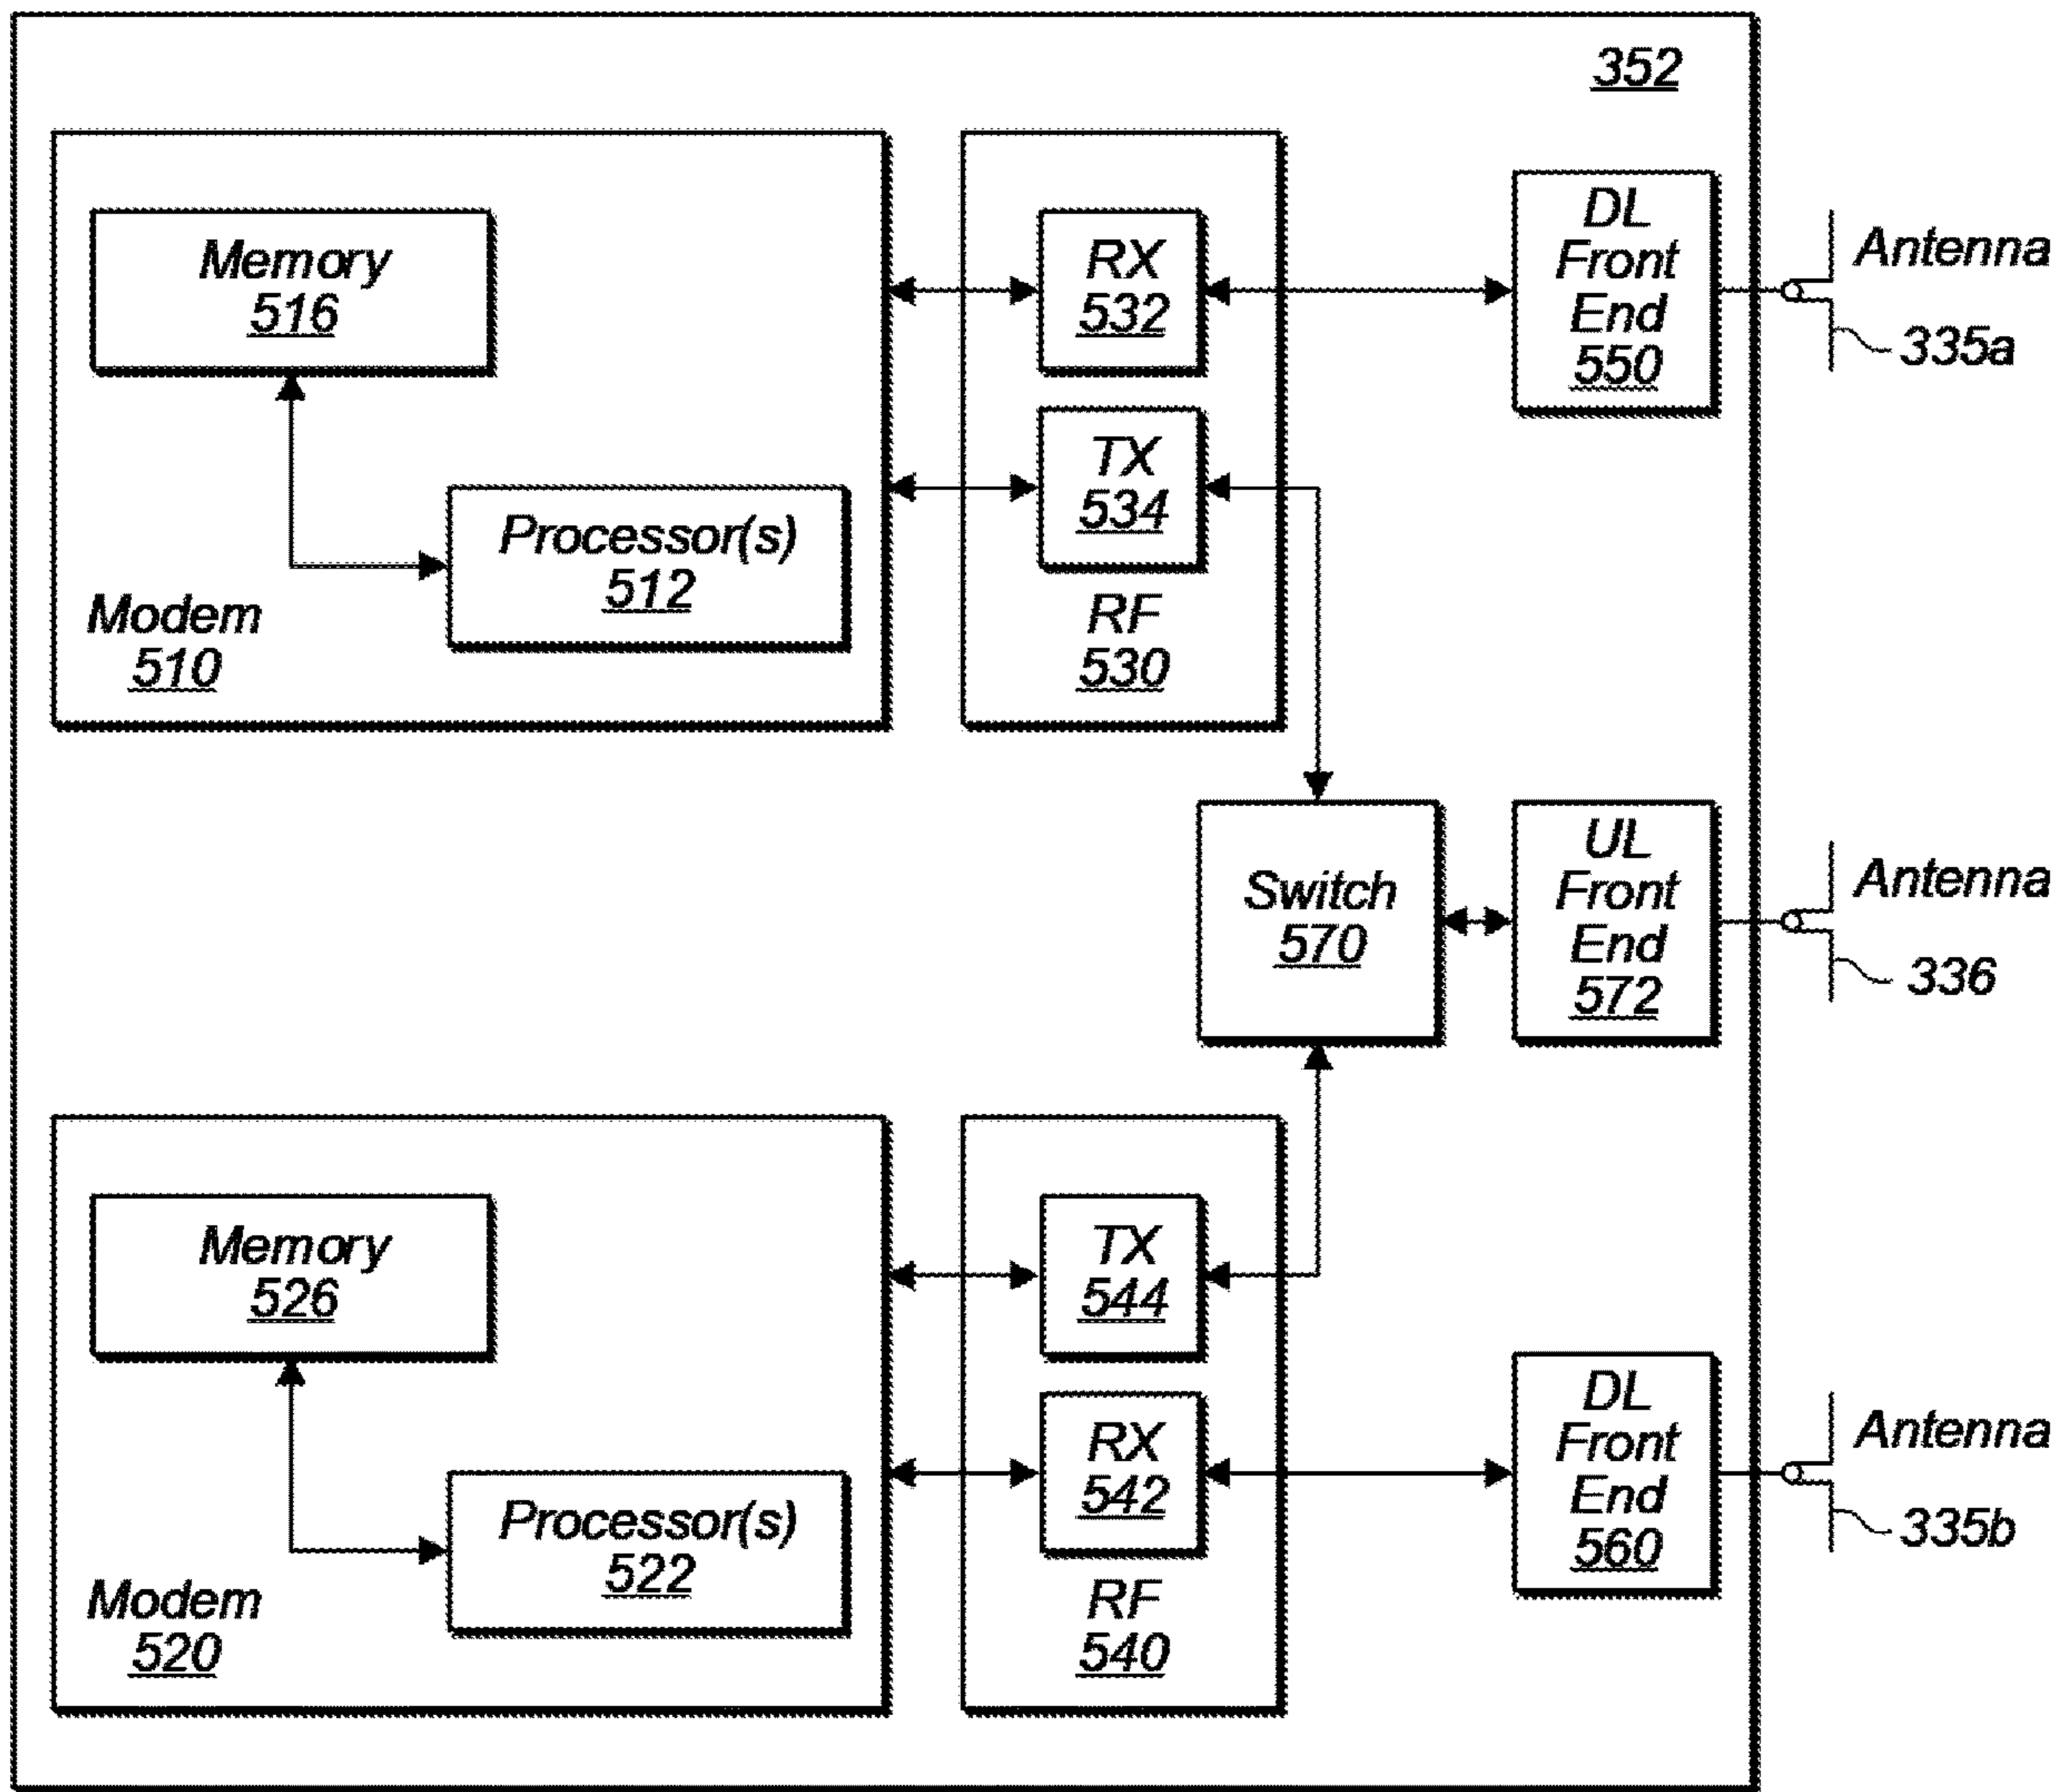 352
Memory
516
Processor(s)
512
Modem
510
RX
532
TX
534
RF
530
DL
Front
End
550
Antenna
335a
Switch
570
UL
Front
End
572
Antenna
336
Memory
526
Processor(s)
522
Modem
520
TX
544
RX
542
RF
540
DL
Front
End
560
Antenna
335b